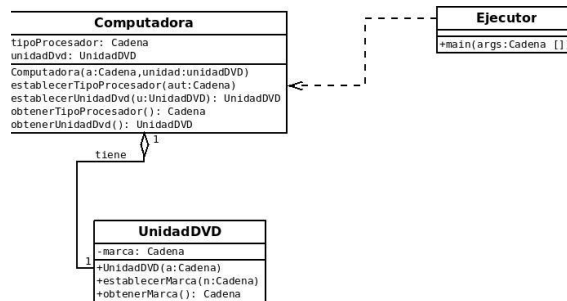 Computadora
tipoProcesador: Cadena
unidadDvd: UnidadDVD
Computadora(a:Cadena,unidad:unidadDVD)
establecerTipoProcesador(aut:Cadena)
establecerUnidadDvd(u:UnidadDVD): UnidadDVD
obtenerTipoProcesador(): Cadena
obtenerUnidadDvd(): UnidadDVD
Ejecutor
+main(args:Cadena []
1
tiene
1
UnidadDVD
-marca: Cadena
+UnidadDVD(a:Cadena)
+establecerMarca(n:Cadena)
+obtenerMarca(): Cadena